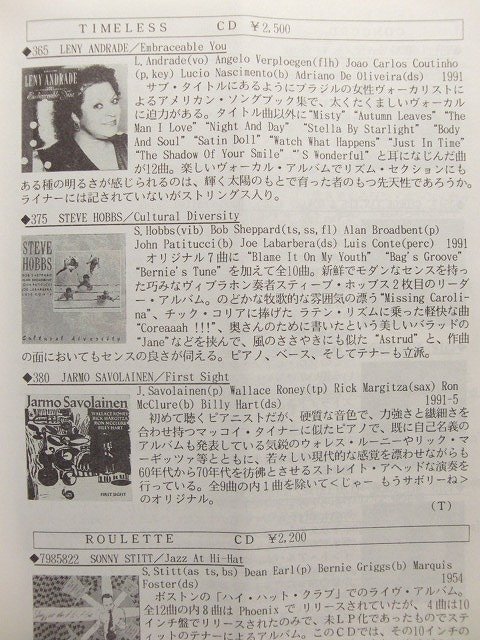 TIMELESS CD ¥2,500
◆365 LENY ANDRADE/Embraceable You
L.Andrade(vo) Angelo Verploegen(flh) Joao Carlos Coutinho
(p,key) Lucio Nascimento(b) Adriano De Oliveira(ds) 1991
サブ・タイトルにあるようにブラジルの女性ヴォーカリストに
よるアメリカン・ソングブック集で、太くたくましいヴォーカル
に迫力がある。タイトル曲以外に"Misty" "Autumn Leaves" "The
Man I Love" "Night And Day" "Stella By Starlight" "Body
And Soul" "Satin Doll" "Watch What Happens" "Just In Time"
"The Shadow Of Your Smile" "'S Wonderful" と耳になじんだ曲
が12曲。楽しいヴォーカル・アルバムでリズム・セクションにも
ある種の明るさが感じられるのは、輝く太陽のもとで育った者のもつ先天性であろうか。
ライナーには記されていないがストリングス入り。
LENY ANDRADE
Embraceable You
◆375 STEVE HOBBS/Cultural Diversity
S.Hobbs(vib) Bob Sheppard(ts,ss,fl) Alan Broadbent(p)
John Patitucci(b) Joe Labarbera(ds) Luis Conte(perc) 1991
オリジナル７曲に"Blame It On My Youth" "Bag's Groove"
"Bernie's Tune" を加えて全10曲。新鮮でモダンなセンスを持っ
た巧みなヴィブラホン奏者スティーブ・ホッブス２枚目のリーダ
ー・アルバム。のどかな牧歌的な雰囲気の漂う"Missing Caroli-
na"、チック・コリアに捧げた ラテン・リズムに乗った軽快な曲
"Coreaaah !!!"、奥さんのために書いたという美しいバラッドの
"Jane"などを挟んで、風のささやきにも似た "Astrud" と、作曲
の面においてもセンスの良さが伺える。ピアノ、ベース、そしてテナーも立派。
STEVE
HOBBS
Cultural Diversity
◆380 JARMO SAVOLAINEN/First Sight
J.Savolainen(p) Wallace Roney(tp) Rick Margitza(sax) Ron
McClure(b) Billy Hart(ds) 1991-5
初めて聴くピアニストだが、硬質な音色で、力強さと繊細さを
合わせ持つマッコイ・タイナーに似たピアノで、既に自己名義の
アルバムも発表している気鋭のウォレス・ルーニーやリック・マ
ーギッツァ等とともに、若々しい現代的な感覚を漂わせながらも
60年代から70年代を彷彿とさせるストレイト・アヘッドな演奏を
行っている。全9曲の内１曲を除いて<じゃー もうサボリーね>
のオリジナル。
(T)
Jarmo Savolainen
WALLACE RONEY
RICK MARGITZA
RON McCLURE
BILLY HART
FIRST SIGHT
ROULETTE CD ¥2,200
◆7985822 SONNY STITT/Jazz At Hi-Hat
S.Stitt(as ts,bs) Dean Earl(p) Bernie Griggs(b) Marquis
Foster(ds) 1954
ボストンの「ハイ・ハット・クラブ」でのライヴ・アルバム。
全12曲の内８曲は Phoenix で リリースされていたが、４曲は10
インチ盤でリリースされたのみで、未ＬＰ化であったものでステ
ィットのテナーによるアルバム。このＣＤでは、その10インチの